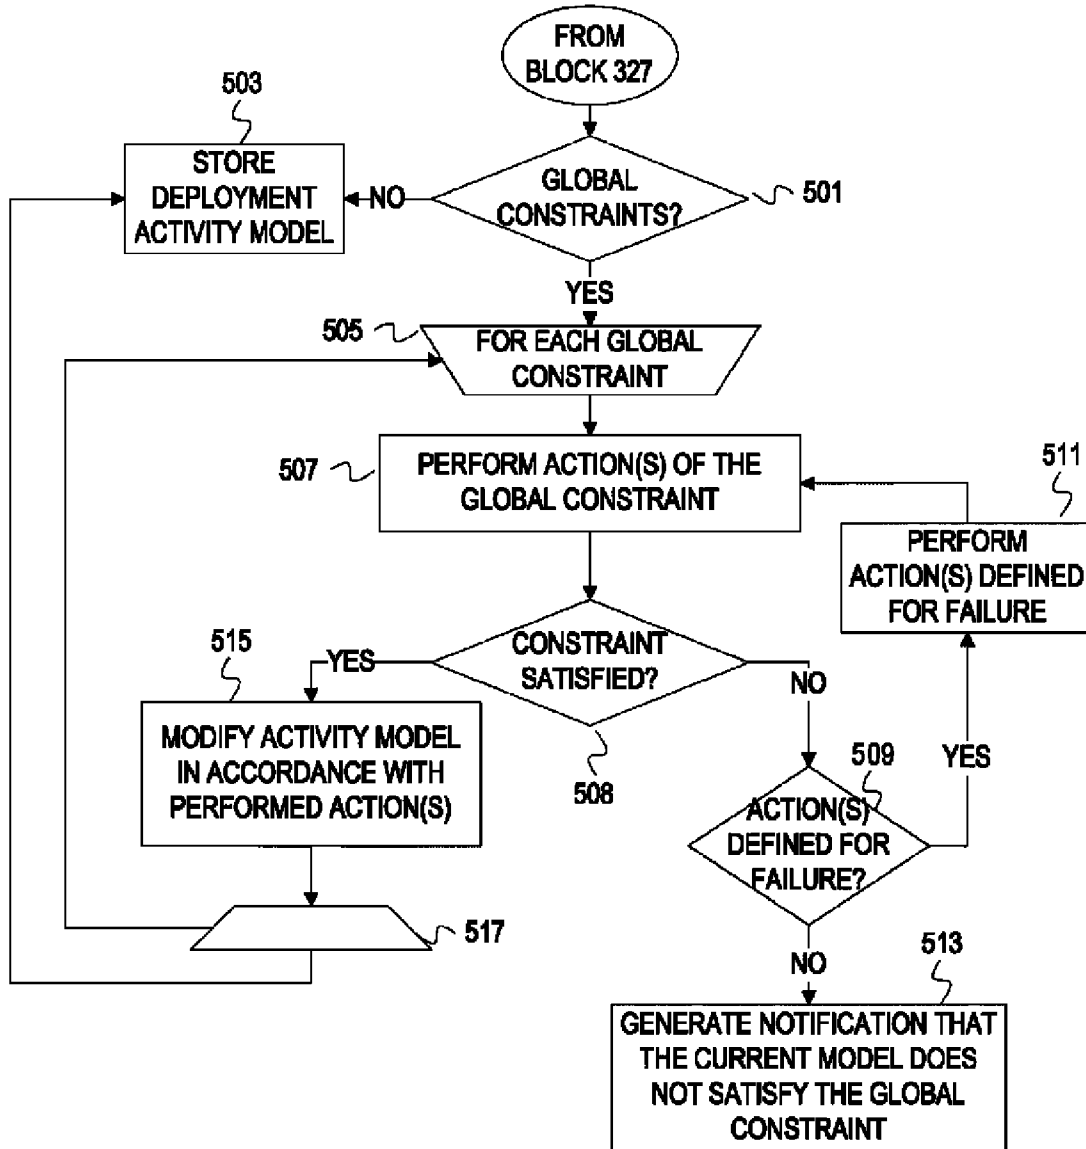 FROM
BLOCK 327
503
STORE
DEPLOYMENT
ACTIVITY MODEL
NO
GLOBAL
CONSTRAINTS?
501
YES
505
FOR EACH GLOBAL
CONSTRAINT
507
PERFORM ACTION(S) OF THE
GLOBAL CONSTRAINT
511
PERFORM
ACTION(S) DEFINED
FOR FAILURE
515
YES
CONSTRAINT
SATISFIED?
NO
508
MODIFY ACTIVITY MODEL
IN ACCORDANCE WITH
PERFORMED ACTION(S)
YES
509
ACTION(S)
DEFINED FOR
FAILURE?
517
NO
513
GENERATE NOTIFICATION THAT
THE CURRENT MODEL DOES
NOT SATISFY THE GLOBAL
CONSTRAINT